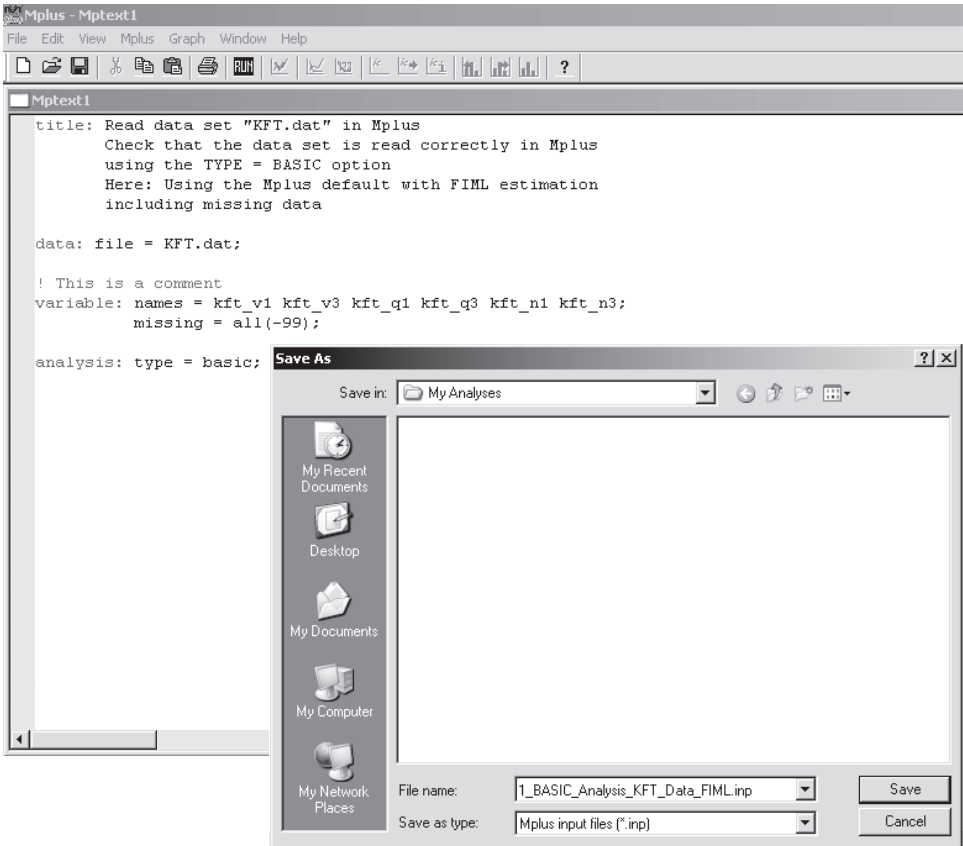 Mplus - Mptext1
File Edit View Mplus Graph Window Help
RUN
?
Mptext1
title: Read data set "KFT.dat" in Mplus
Check that the data set is read correctly in Mplus
using the TYPE = BASIC option
Here: Using the Mplus default with FIML estimation
including missing data
data: file = KFT.dat;
! This is a comment
variable: names = kft_v1 kft_v3 kft_q1 kft_q3 kft_n1 kft_n3;
missing = all(-99);
analysis: type = basic;
Save As
Save in: My Analyses
My Recent
Documents
Desktop
My Documents
My Computer
My Network
Places
File name: 1_BASIC_Analysis_KFT_Data_FIML.inp Save
Save as type: Mplus input files (*.inp) Cancel